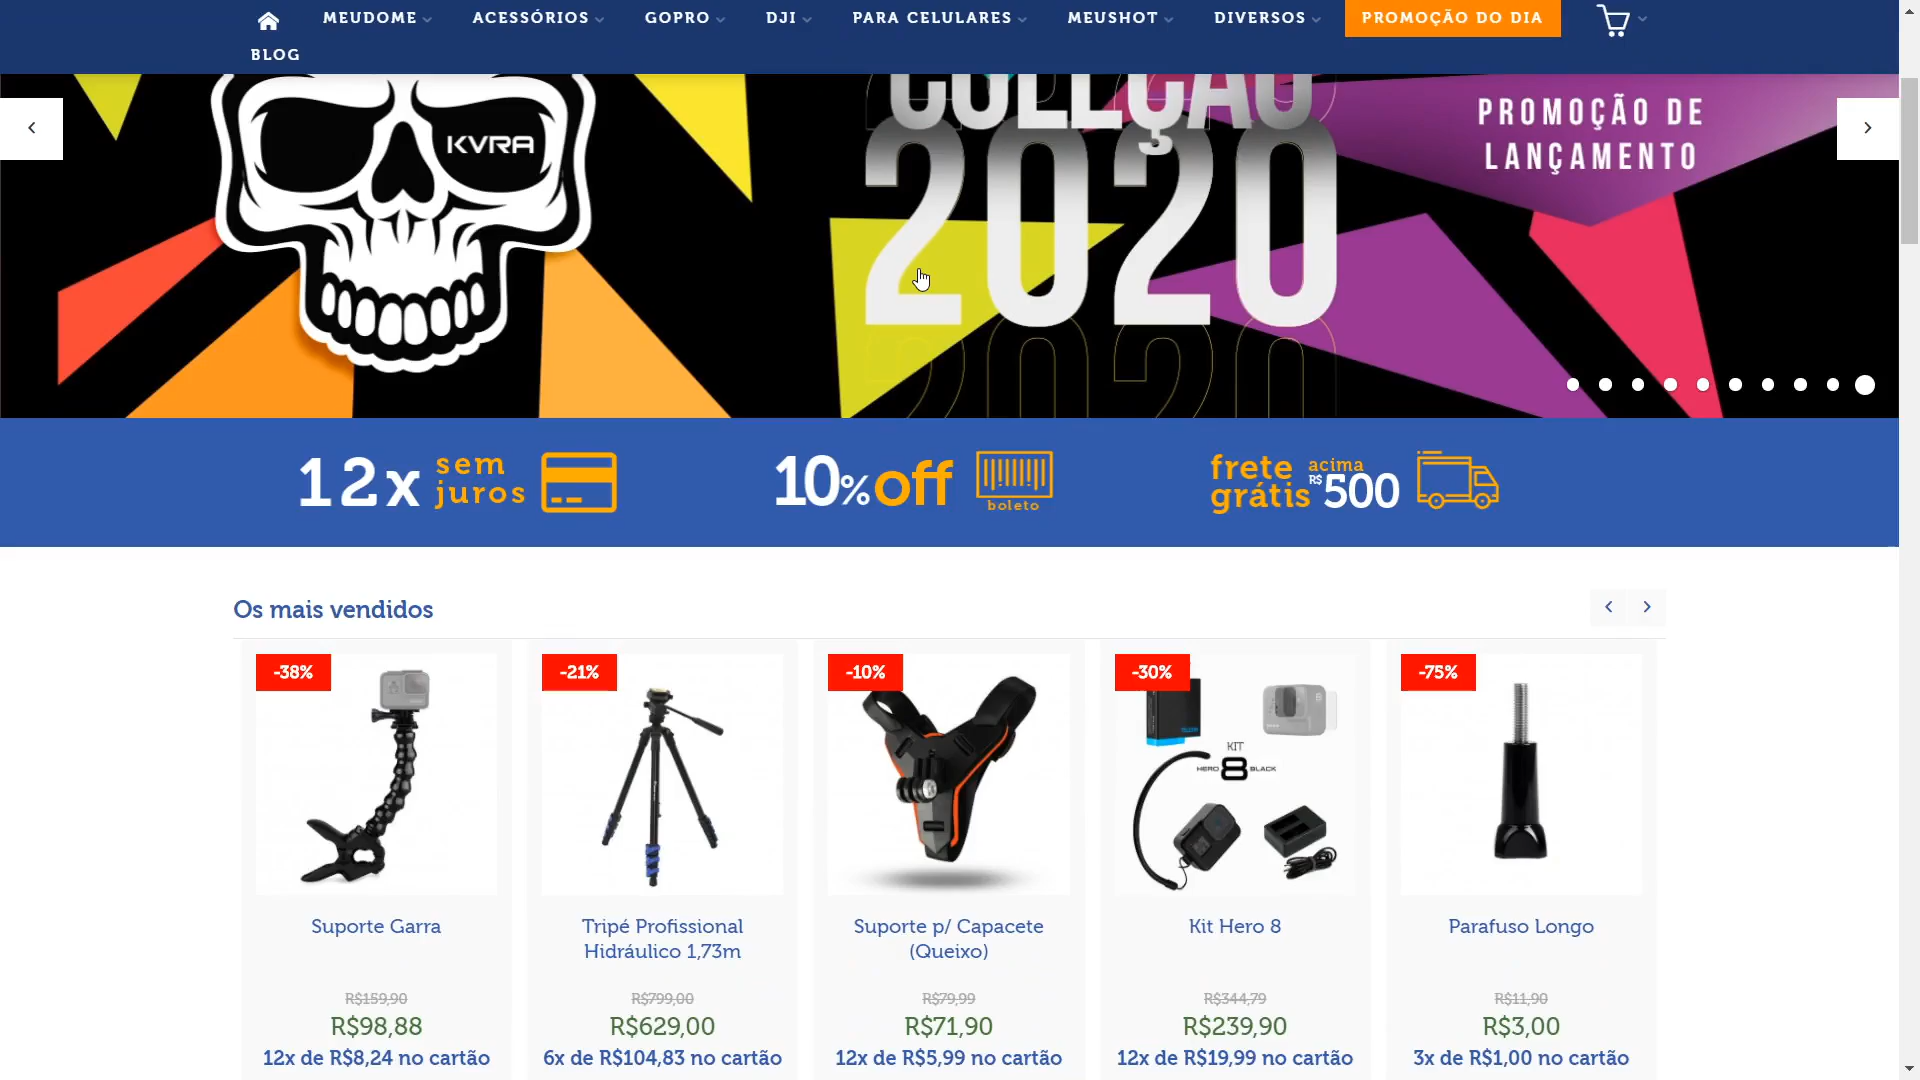 MEUDOME ACESSÓRIOS GOPRO DJI PARA CELULARES MEUSHOT DIVERSOS PROMOÇÃO DO DIA
BLOG
KVRA
COLEÇÃO
2020
2020
PROMOÇÃO DE
LANÇAMENTO
12x sem juros
10% off
boleto
frete grátis acima R$ 500
Os mais vendidos
-38%
-21%
-10%
-30%
-75%
KIT
HERO 8 BLACK
Suporte Garra
Tripé Profissional
Hidráulico 1,73m
Suporte p/ Capacete
(Queixo)
Kit Hero 8
Parafuso Longo
R$159,90
R$799,00
R$79,99
R$344,79
R$11,90
R$98,88
R$629,00
R$71,90
R$239,90
R$3,00
12x de R$8,24 no cartão
6x de R$104,83 no cartão
12x de R$5,99 no cartão
12x de R$19,99 no cartão
3x de R$1,00 no cartão